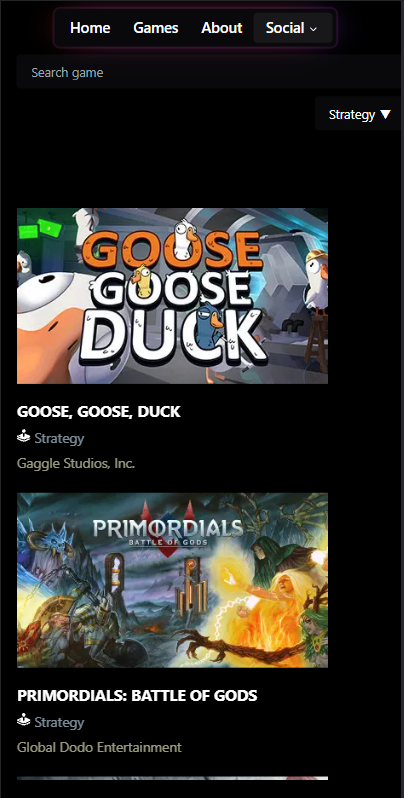 Home Games About Social
Search game
Strategy ▼
GOOSE
GOOSE
DUCK
GOOSE, GOOSE, DUCK
Strategy
Gaggle Studios, Inc.
PRIMORDIALS
BATTLE OF GODS
PRIMORDIALS: BATTLE OF GODS
Strategy
Global Dodo Entertainment